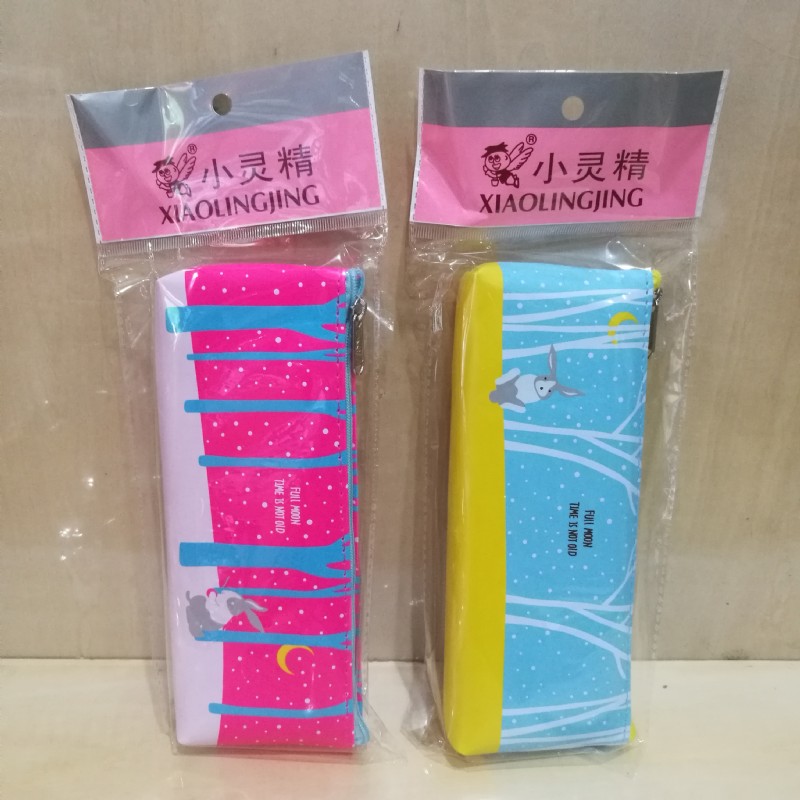 小灵精®
XIAOLINGJING
小灵精®
XIAOLINGJING
FULL MOON
TIME IS NOT OLD
FULL MOON
TIME IS NOT OLD